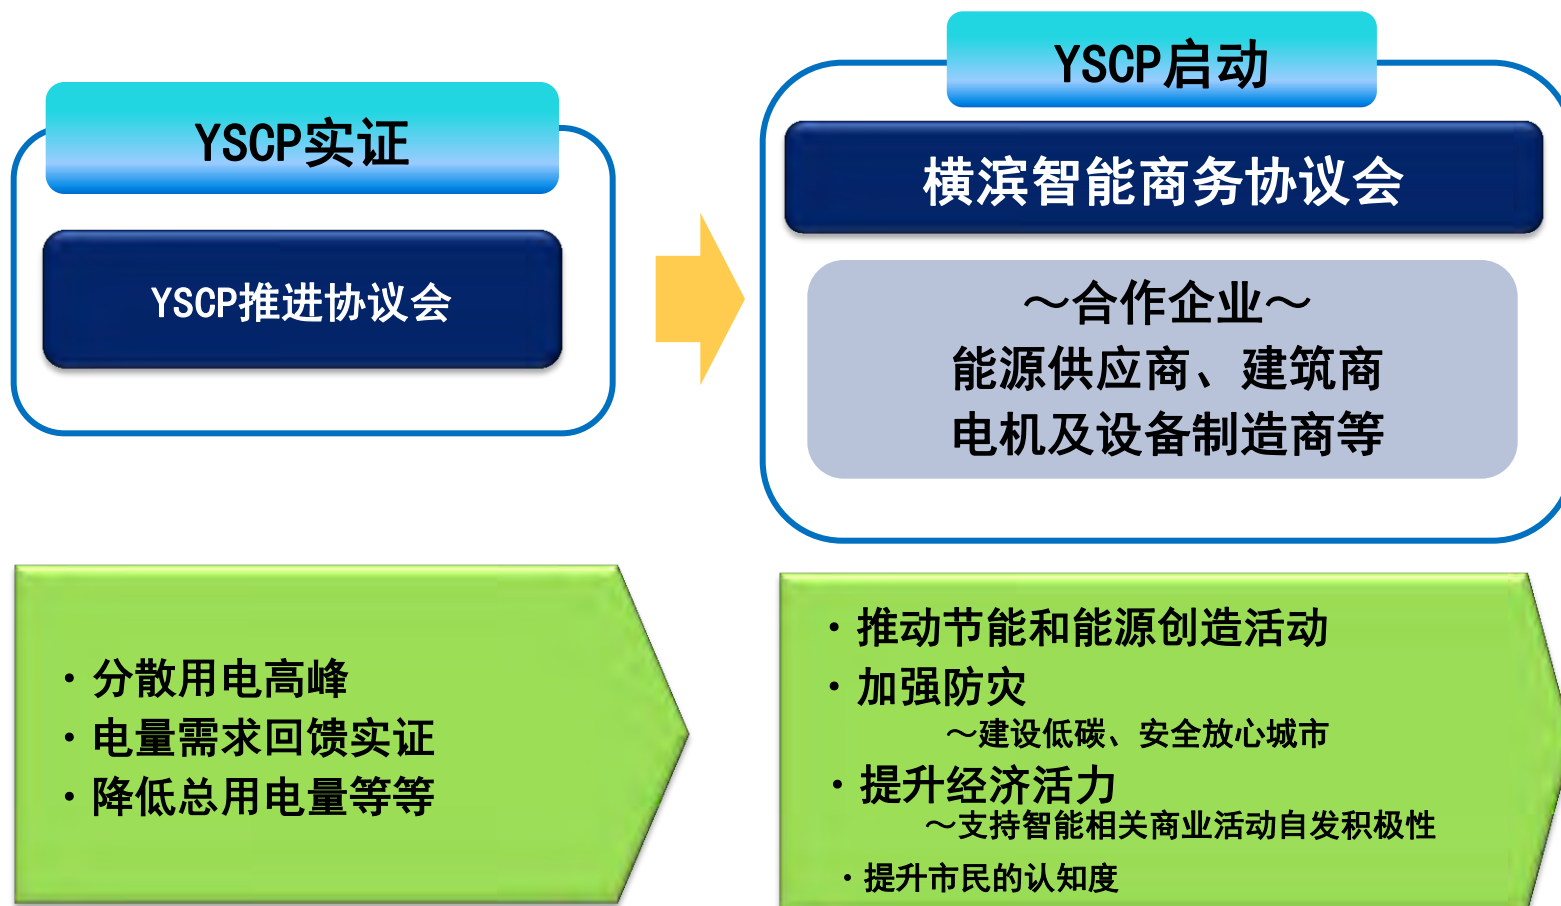 YSCP实证
YSCP推进协议会
・分散用电高峰
・电量需求回馈实证
・降低总用电量等等
YSCP启动
横滨智能商务协议会
～合作企业～
能源供应商、建筑商
电机及设备制造商等
・推动节能和能源创造活动
・加强防灾
～建设低碳、安全放心城市
・提升经济活力
～支持智能相关商业活动自发积极性
・提升市民的认知度